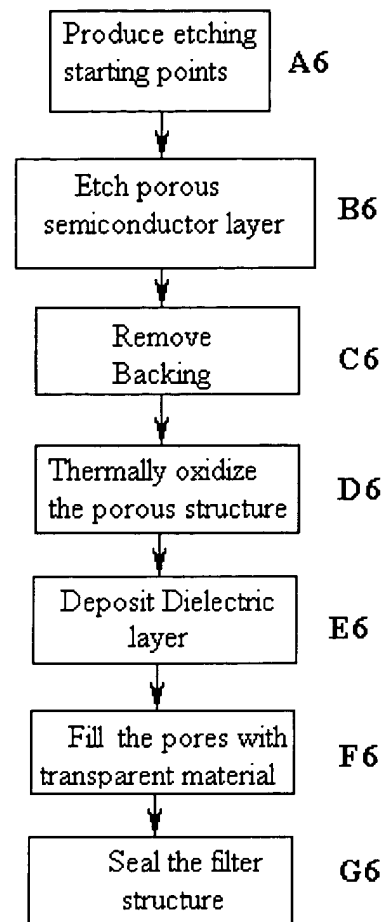 Produce etching
starting points
A6
Etch porous
semiconductor layer
B6
Remove
Backing
C6
Thermally oxidize
the porous structure
D6
Deposit Dielectric
layer
E6
Fill the pores with
transparent material
F6
Seal the filter
structure
G6